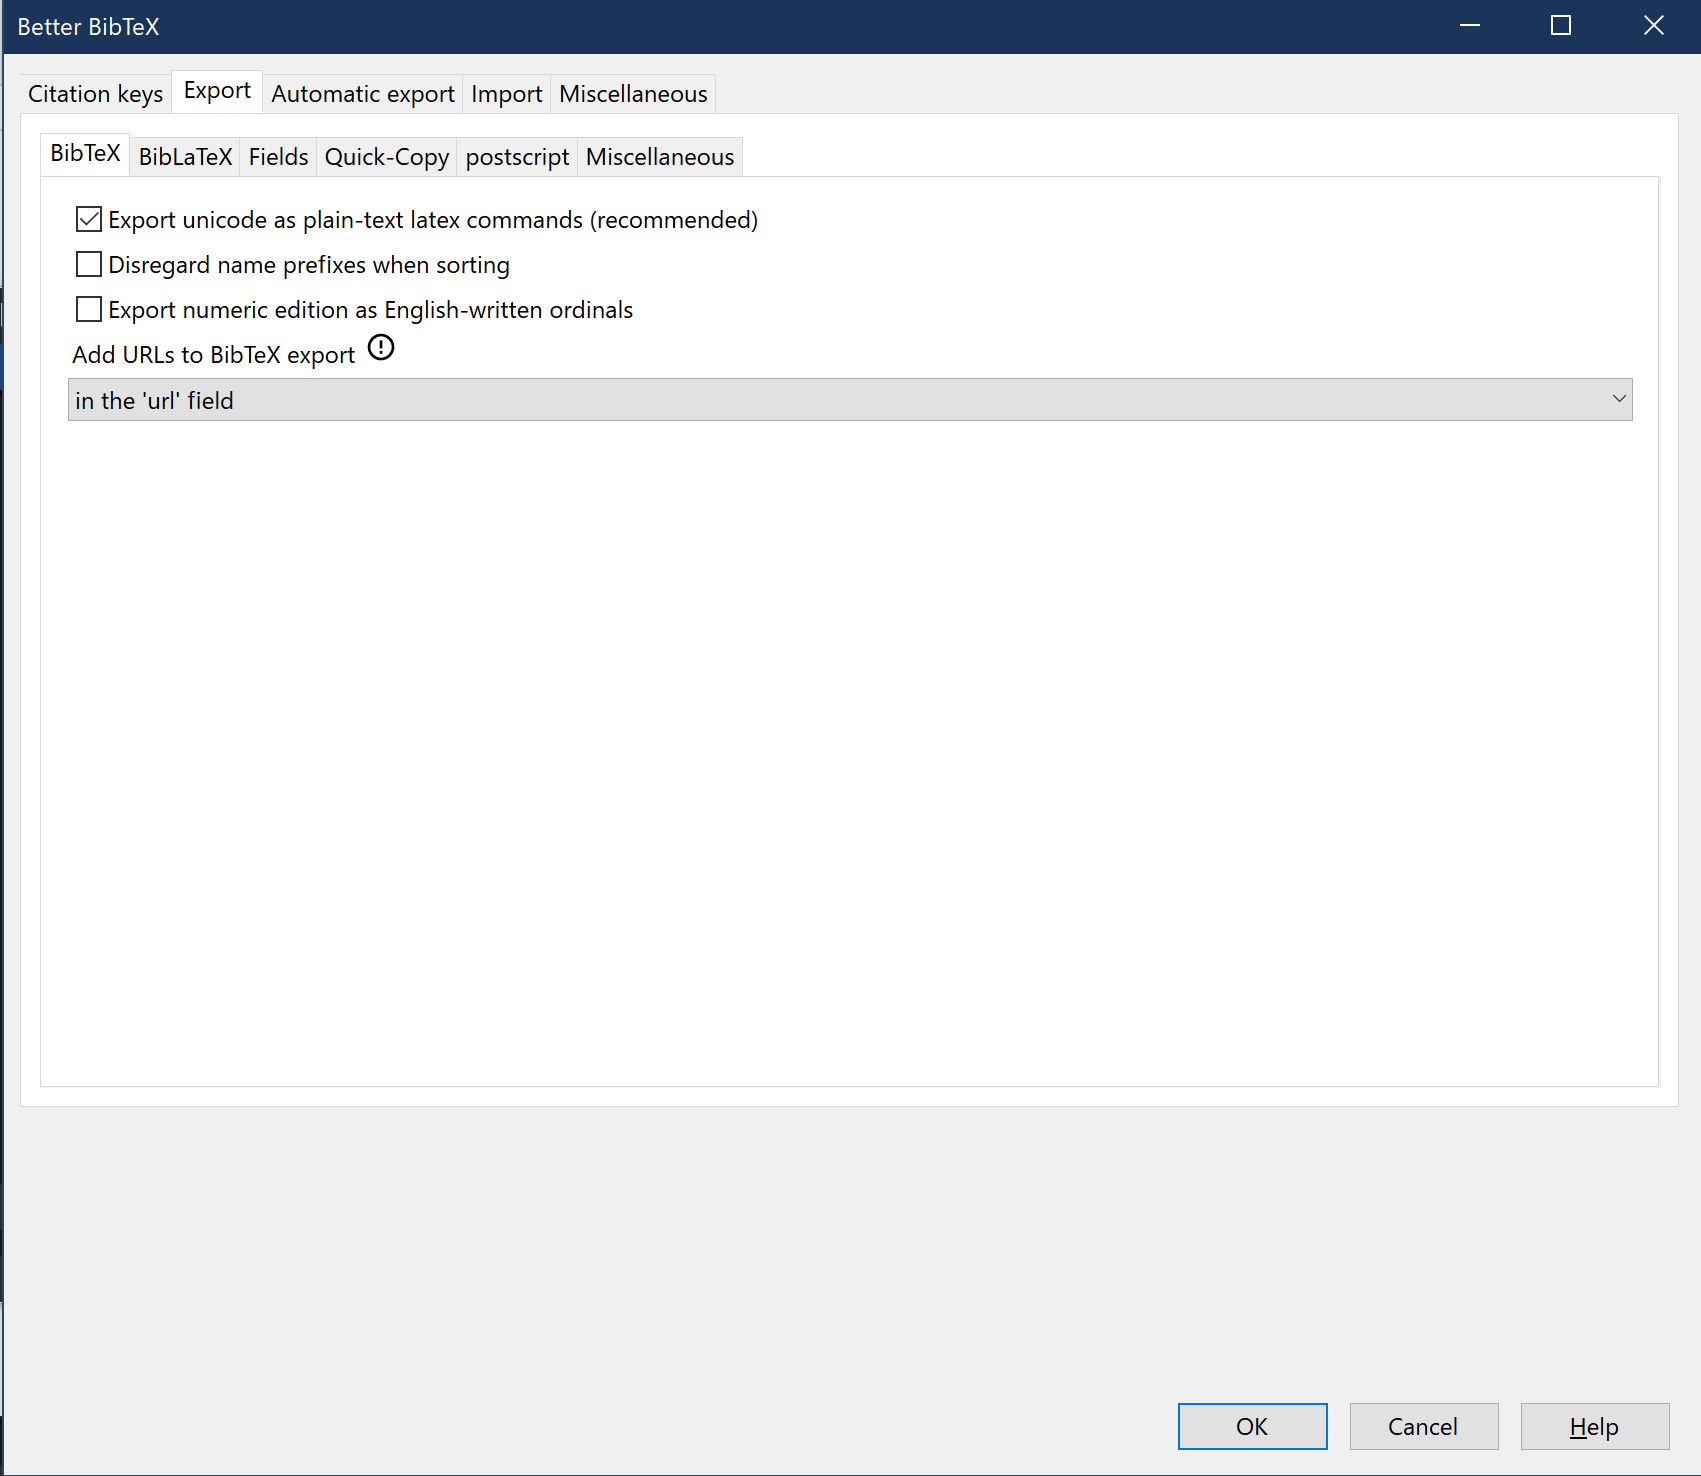 Better BibTeX
Citation keys Export Automatic export Import Miscellaneous
BibTeX BibLaTeX Fields Quick-Copy postscript Miscellaneous
Export unicode as plain-text latex commands (recommended)
Disregard name prefixes when sorting
Export numeric edition as English-written ordinals
Add URLs to BibTeX export
in the 'url' field
OK Cancel Help